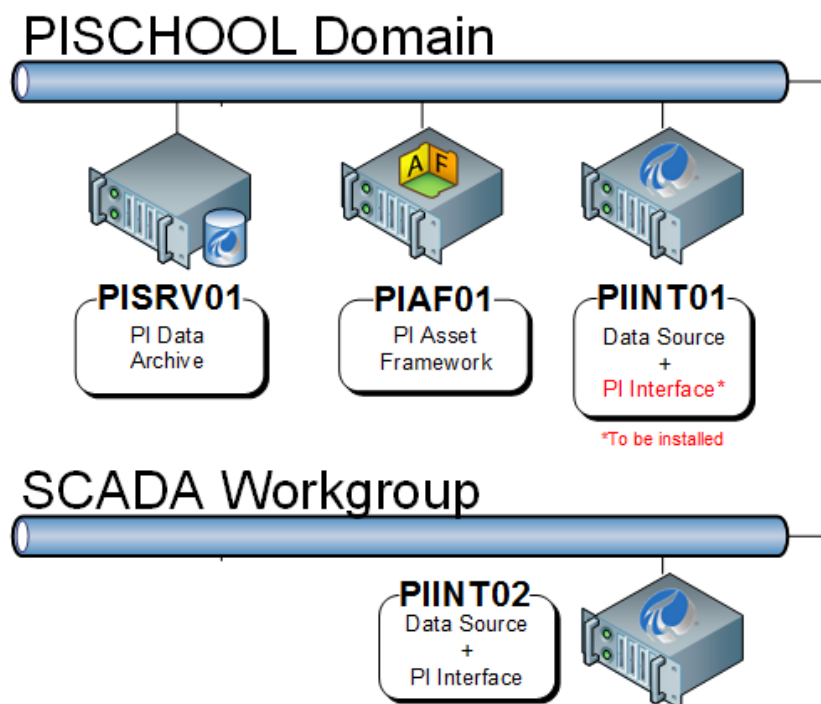 PISCHOOL Domain
A F
PISRV01
PI Data
Archive
PIAF01
PI Asset
Framework
PIINT01
Data Source
+
PI Interface*
*To be installed
SCADA Workgroup
PIINT02
Data Source
+
PI Interface